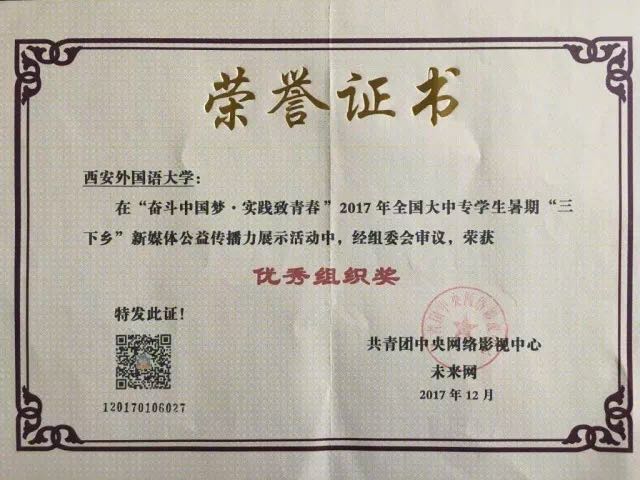 荣誉证书
西安外国语大学：
在“奋斗中国梦·实践致青春”2017年全国大中专学生暑期“三
下乡”新媒体公益传播力展示活动中，经组委会审议，荣获
优秀组织奖
特发此证！
共青团中央网络影视中心
未来网
2017年12月
120170106027